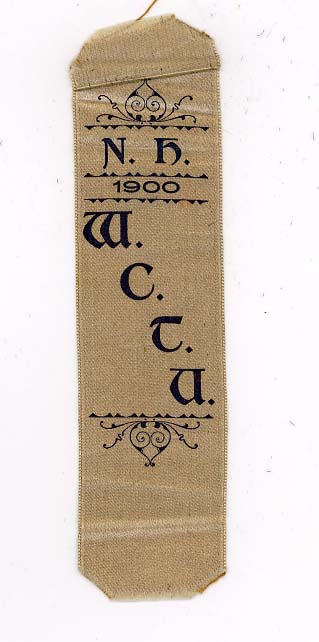 N. H.
1900
W.
C.
T.
U.